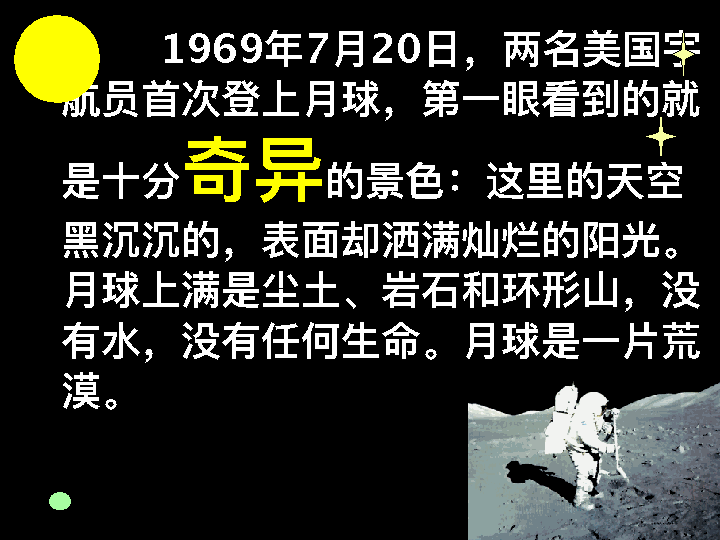 1969年7月20日，两名美国宇
航员首次登上月球，第一眼看到的就
是十分奇异的景色：这里的天空
黑沉沉的，表面却洒满灿烂的阳光。
月球上满是尘土、岩石和环形山，没
有水，没有任何生命。月球是一片荒
漠。